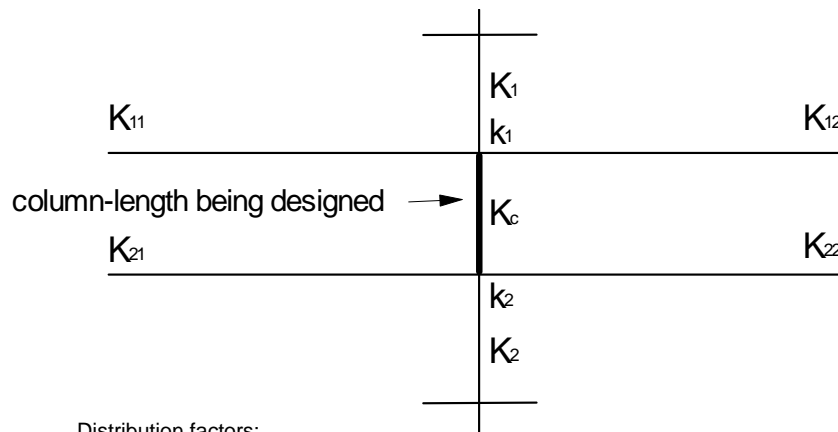 K1
K11
k1
K12
column-length being designed
Kc
K21
K22
k2
K2
Distribution factors: